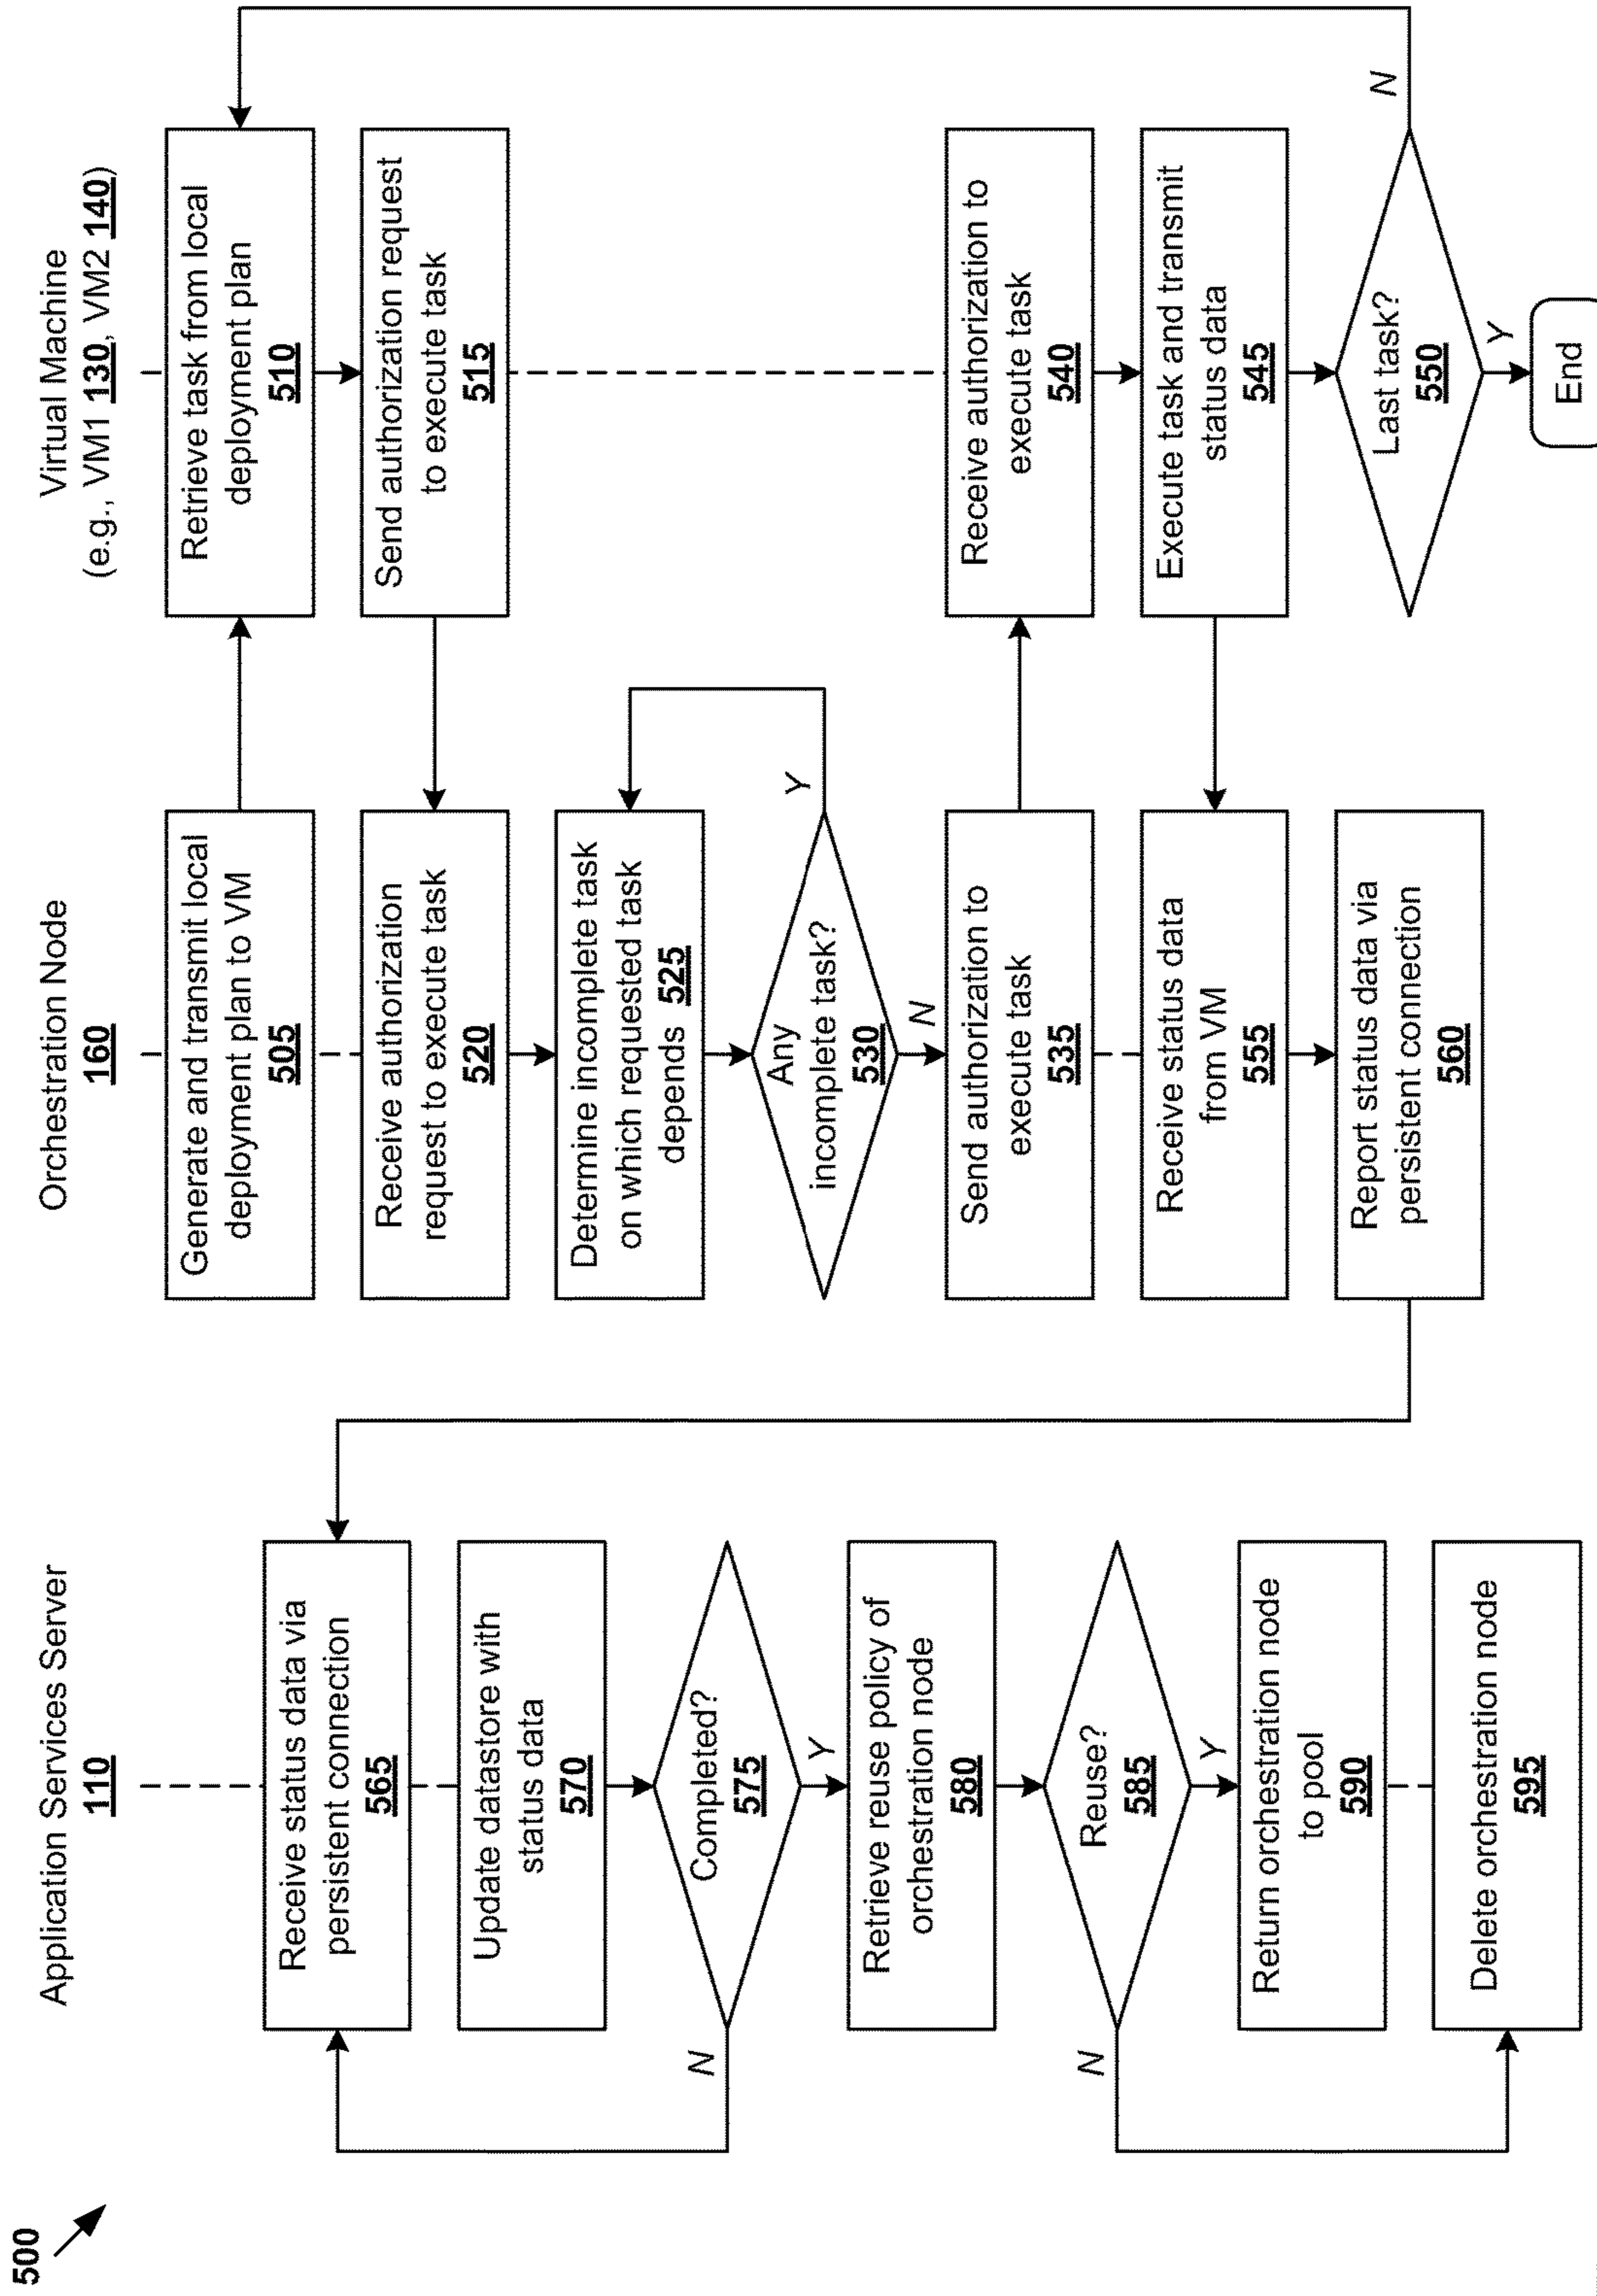 500
Application Services Server
110
Receive status data via
persistent connection
565
Update datastore with
status data
570
Completed?
575
N
Y
Retrieve reuse policy of
orchestration node
580
Reuse?
585
N
Y
Return orchestration node
to pool
590
Delete orchestration node
595
Orchestration Node
160
Generate and transmit local
deployment plan to VM
505
Receive authorization
request to execute task
520
Determine incomplete task
on which requested task
depends 525
Any
incomplete task?
530
Y
N
Send authorization to
execute task
535
Receive status data
from VM
555
Report status data via
persistent connection
560
Virtual Machine
(e.g., VM1 130, VM2 140)
Retrieve task from local
deployment plan
510
Send authorization request
to execute task
515
Receive authorization to
execute task
540
Execute task and transmit
status data
545
Last task?
550
N
Y
End